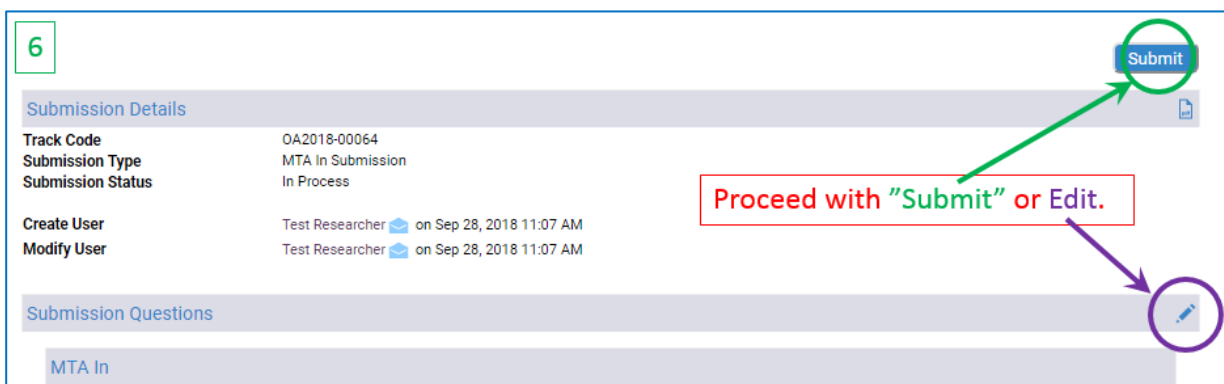 6
Submit
Submission Details
Track Code OA2018-00064
Submission Type MTA In Submission
Submission Status In Process
Proceed with ”Submit” or Edit.
Create User Test Researcher on Sep 28, 2018 11:07 AM
Modify User Test Researcher on Sep 28, 2018 11:07 AM
Submission Questions
MTA In